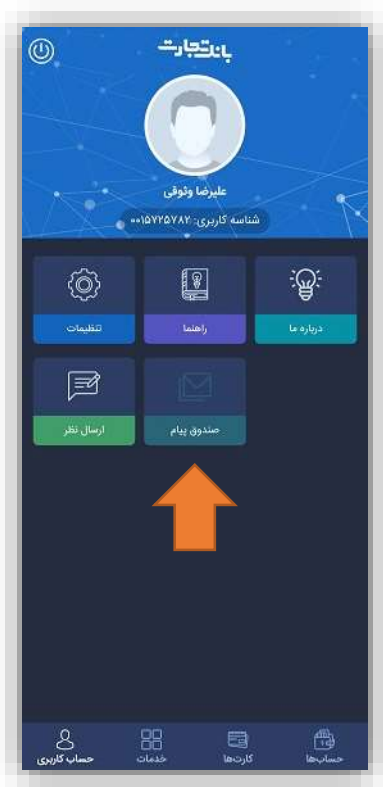 بانک تجارت
علیرضا وثوقی
شناسه کاربری: ۰۰۱۵۷۲۵۷۸۲
درباره ما
راهنما
تنظیمات
صندوق پیام
ارسال نظر
حساب‌ها
کارت‌ها
خدمات
حساب کاربری